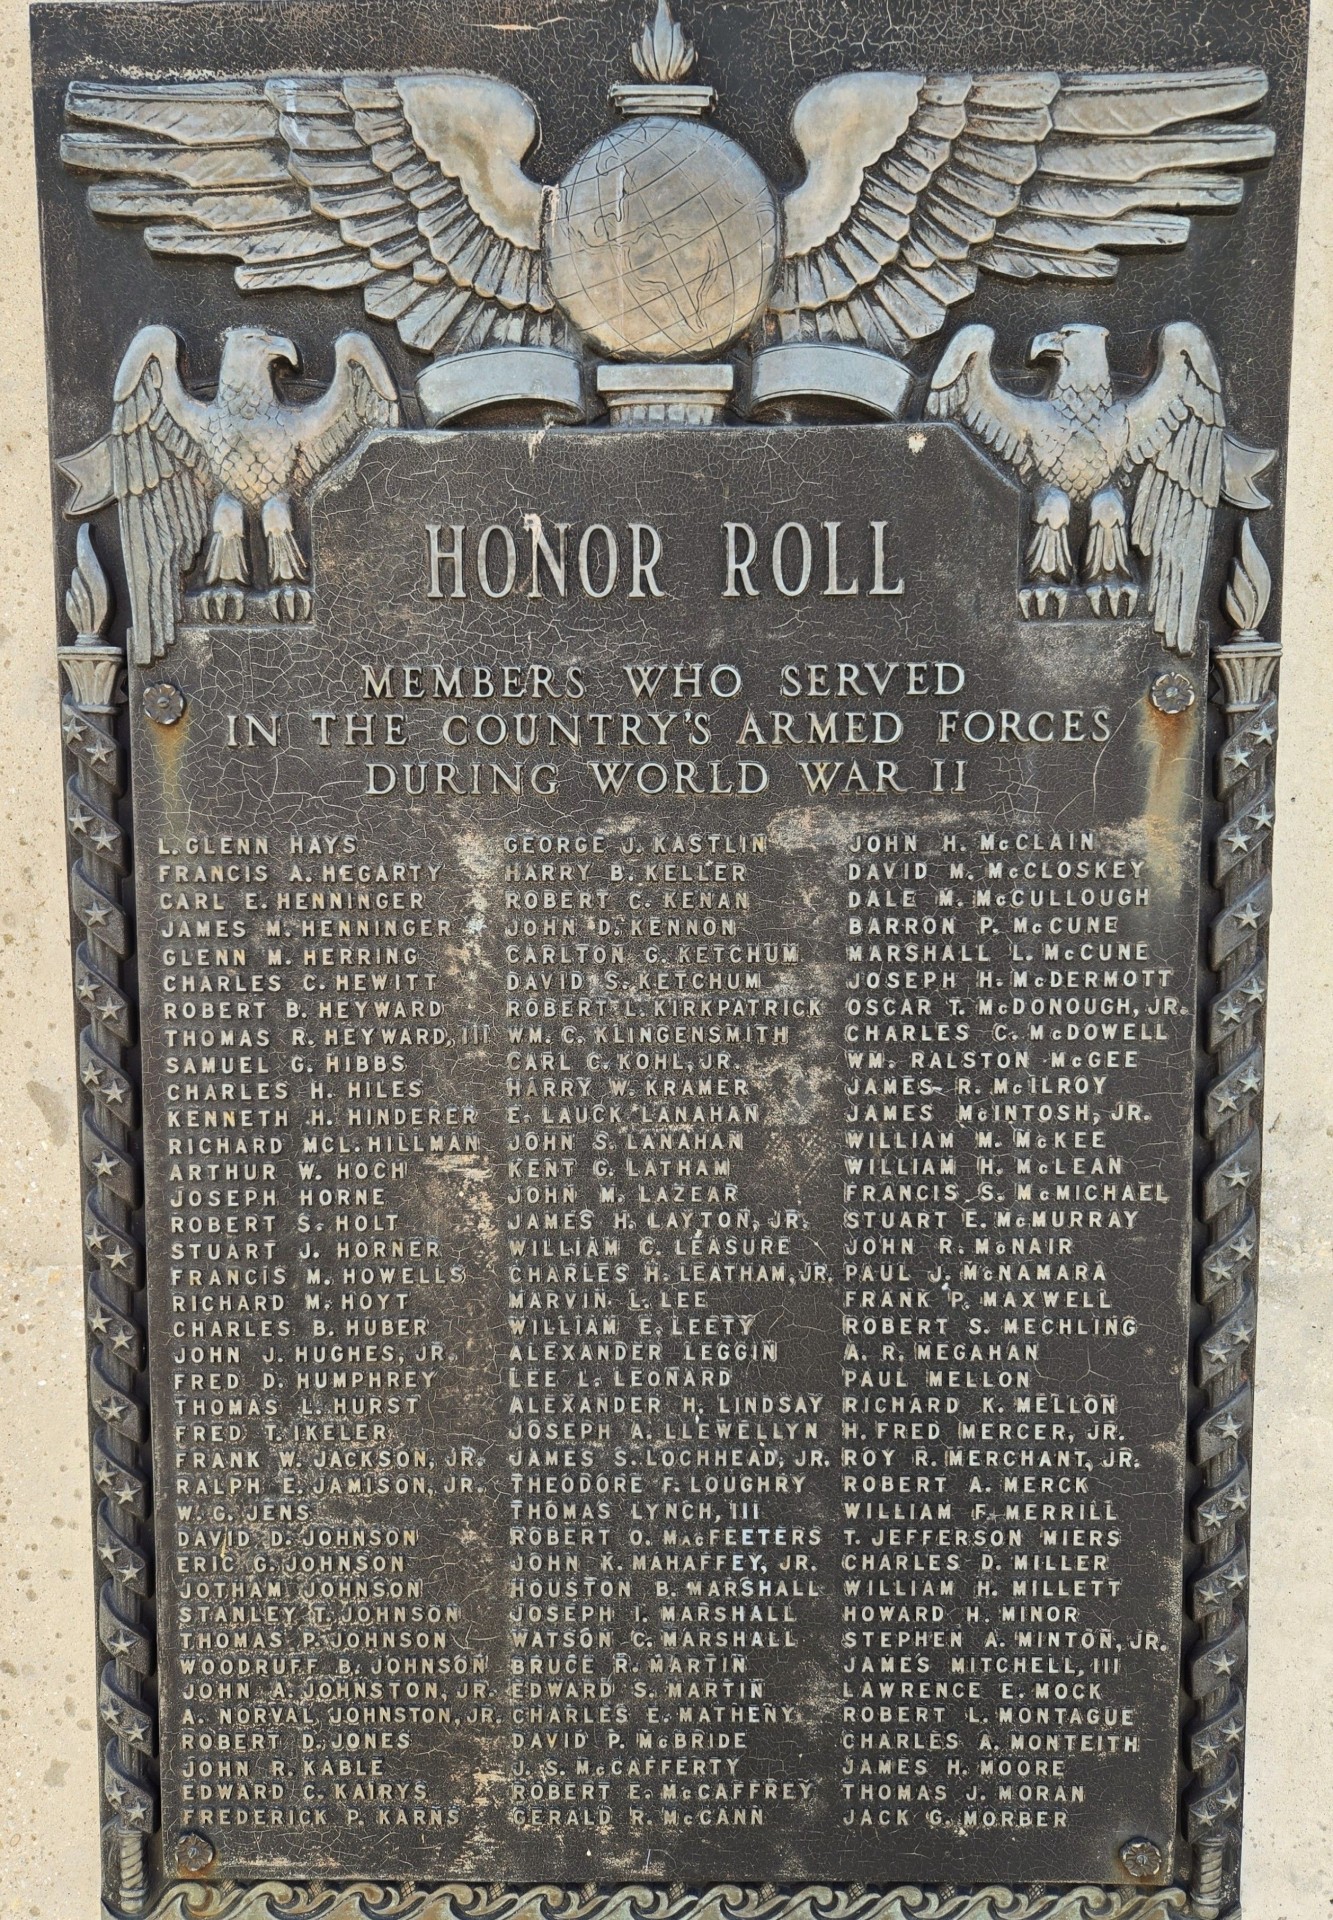 HONOR ROLL
MEMBERS WHO SERVED
IN THE COUNTRY'S ARMED FORCES
DURING WORLD WAR II
L. GLENN HAYS
FRANCIS A. HEGARTY
CARL E. HENNINGER
JAMES M. HENNINGER
GLENN M. HERRING
CHARLES C. HEWITT
ROBERT B. HEYWARD
THOMAS R. HEYWARD, III
SAMUEL G. HIBBS
CHARLES H. HILES
KENNETH H. HINDERER
RICHARD MCL. HILLMAN
ARTHUR W. HOCH
JOSEPH HORNE
ROBERT S. HOLT
STUART J. HORNER
FRANCIS M. HOWELLS
RICHARD M. HOYT
CHARLES B. HUBER
JOHN J. HUGHES, JR.
FRED D. HUMPHREY
THOMAS L. HURST
FRED T. IKELER
FRANK W. JACKSON, JR.
RALPH E. JAMISON, JR.
W. G. JENS
DAVID D. JOHNSON
ERIC G. JOHNSON
JOTHAM JOHNSON
STANLEY T. JOHNSON
THOMAS P. JOHNSON
WOODRUFF B. JOHNSON
JOHN A. JOHNSTON, JR.
A. NORVAL JOHNSTON, JR.
ROBERT D. JONES
JOHN R. KABLE
EDWARD C. KAIRYS
FREDERICK P. KARNS
GEORGE J. KASTLIN
HARRY B. KELLER
ROBERT C. KENAN
JOHN D. KENNON
CARLTON G. KETCHUM
DAVID S. KETCHUM
ROBERT L. KIRKPATRICK
WM. C. KLINGENSMITH
CARL C. KOHL, JR.
HARRY W. KRAMER
E. LAUCK LANAHAN
JOHN S. LANAHAN
KENT G. LATHAM
JOHN M. LAZEAR
JAMES H. LAYTON, JR.
WILLIAM C. LEASURE
CHARLES H. LEATHAM, JR.
MARVIN L. LEE
WILLIAM E. LEETY
ALEXANDER LEGGIN
LEE L. LEONARD
ALEXANDER H. LINDSAY
JOSEPH A. LLEWELLYN
JAMES S. LOCHHEAD, JR.
THEODORE F. LOUGHRY
THOMAS LYNCH, III
ROBERT O. MacFEETERS
JOHN K. MAHAFFEY, JR.
HOUSTON B. MARSHALL
JOSEPH I. MARSHALL
WATSON C. MARSHALL
BRUCE R. MARTIN
EDWARD S. MARTIN
CHARLES E. MATHENY
DAVID P. McBRIDE
J. S. McCAFFERTY
ROBERT E. McCAFFREY
GERALD R. McCANN
JOHN H. McCLAIN
DAVID M. McCLOSKEY
DALE M. McCULLOUGH
BARRON P. McCUNE
MARSHALL L. McCUNE
JOSEPH H. McDERMOTT
OSCAR T. McDONOUGH, JR.
CHARLES C. McDOWELL
WM. RALSTON McGEE
JAMES R. McILROY
JAMES McINTOSH, JR.
WILLIAM M. McKEE
WILLIAM H. McLEAN
FRANCIS S. McMICHAEL
STUART E. McMURRAY
JOHN R. McNAIR
PAUL J. McNAMARA
FRANK P. MAXWELL
ROBERT S. MECHLING
A. R. MEGAHAN
PAUL MELLON
RICHARD K. MELLON
H. FRED MERCER, JR.
ROY R. MERCHANT, JR.
ROBERT A. MERCK
WILLIAM F. MERRILL
T. JEFFERSON MIERS
CHARLES D. MILLER
WILLIAM H. MILLETT
HOWARD H. MINOR
STEPHEN A. MINTON, JR.
JAMES MITCHELL, III
LAWRENCE E. MOCK
ROBERT L. MONTAGUE
CHARLES A. MONTEITH
JAMES H. MOORE
THOMAS J. MORAN
JACK G. MORBER